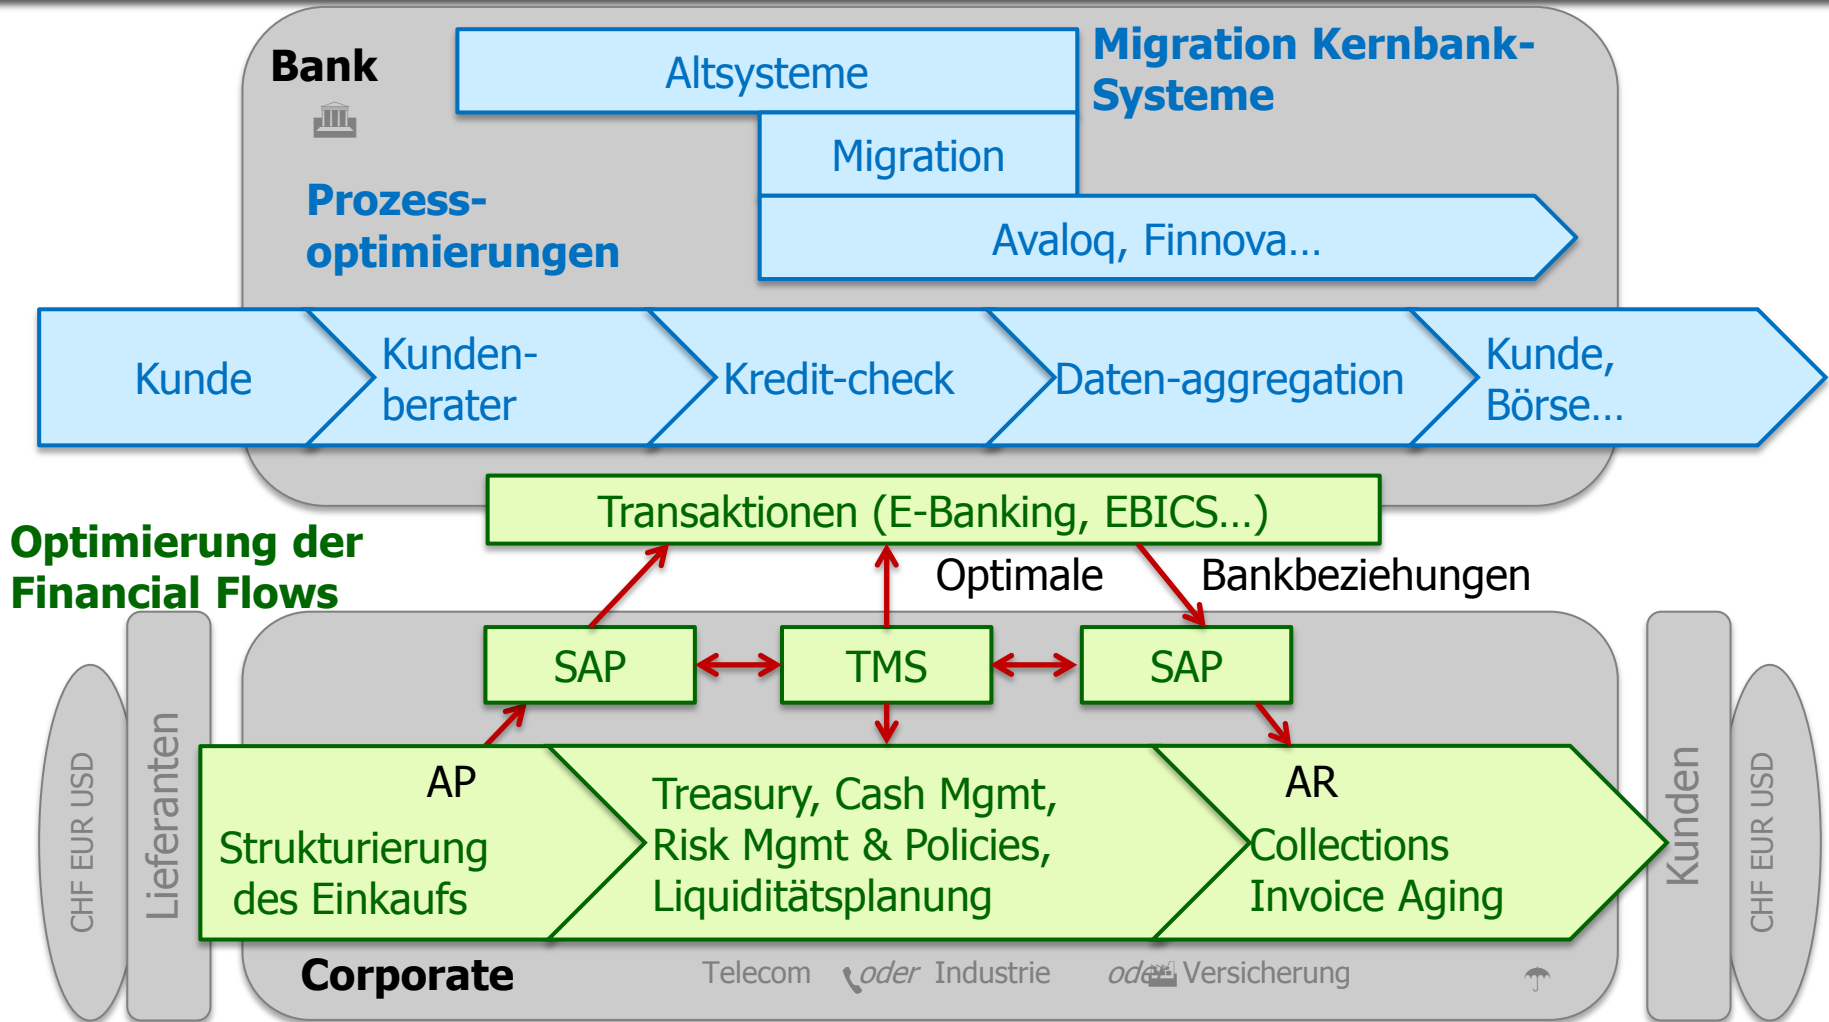 Bank
Altsysteme
Migration Kernbank-
Systeme
Migration
Prozess-
optimierungen
Avaloq, Finnova...
Kunde
Kunden-
berater
Kredit-check
Daten-aggregation
Kunde,
Börse...
Transaktionen (E-Banking, EBICS...)
Optimierung der
Financial Flows
Optimale Bankbeziehungen
SAP
TMS
SAP
CHF EUR USD
Lieferanten
AP
Strukturierung
des Einkaufs
Treasury, Cash Mgmt,
Risk Mgmt & Policies,
Liquiditätsplanung
AR
Collections
Invoice Aging
Kunden
CHF EUR USD
Corporate
Telecom oder Industrie oder Versicherung